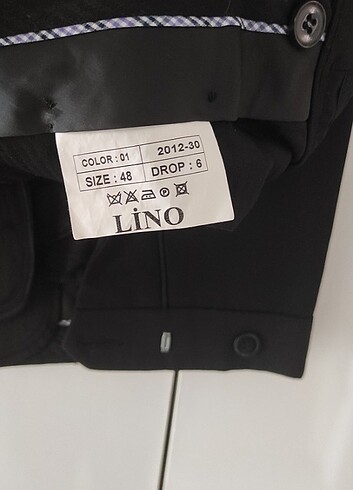 COLOR : 01 2012-30
SIZE : 48 DROP : 6
LİNO